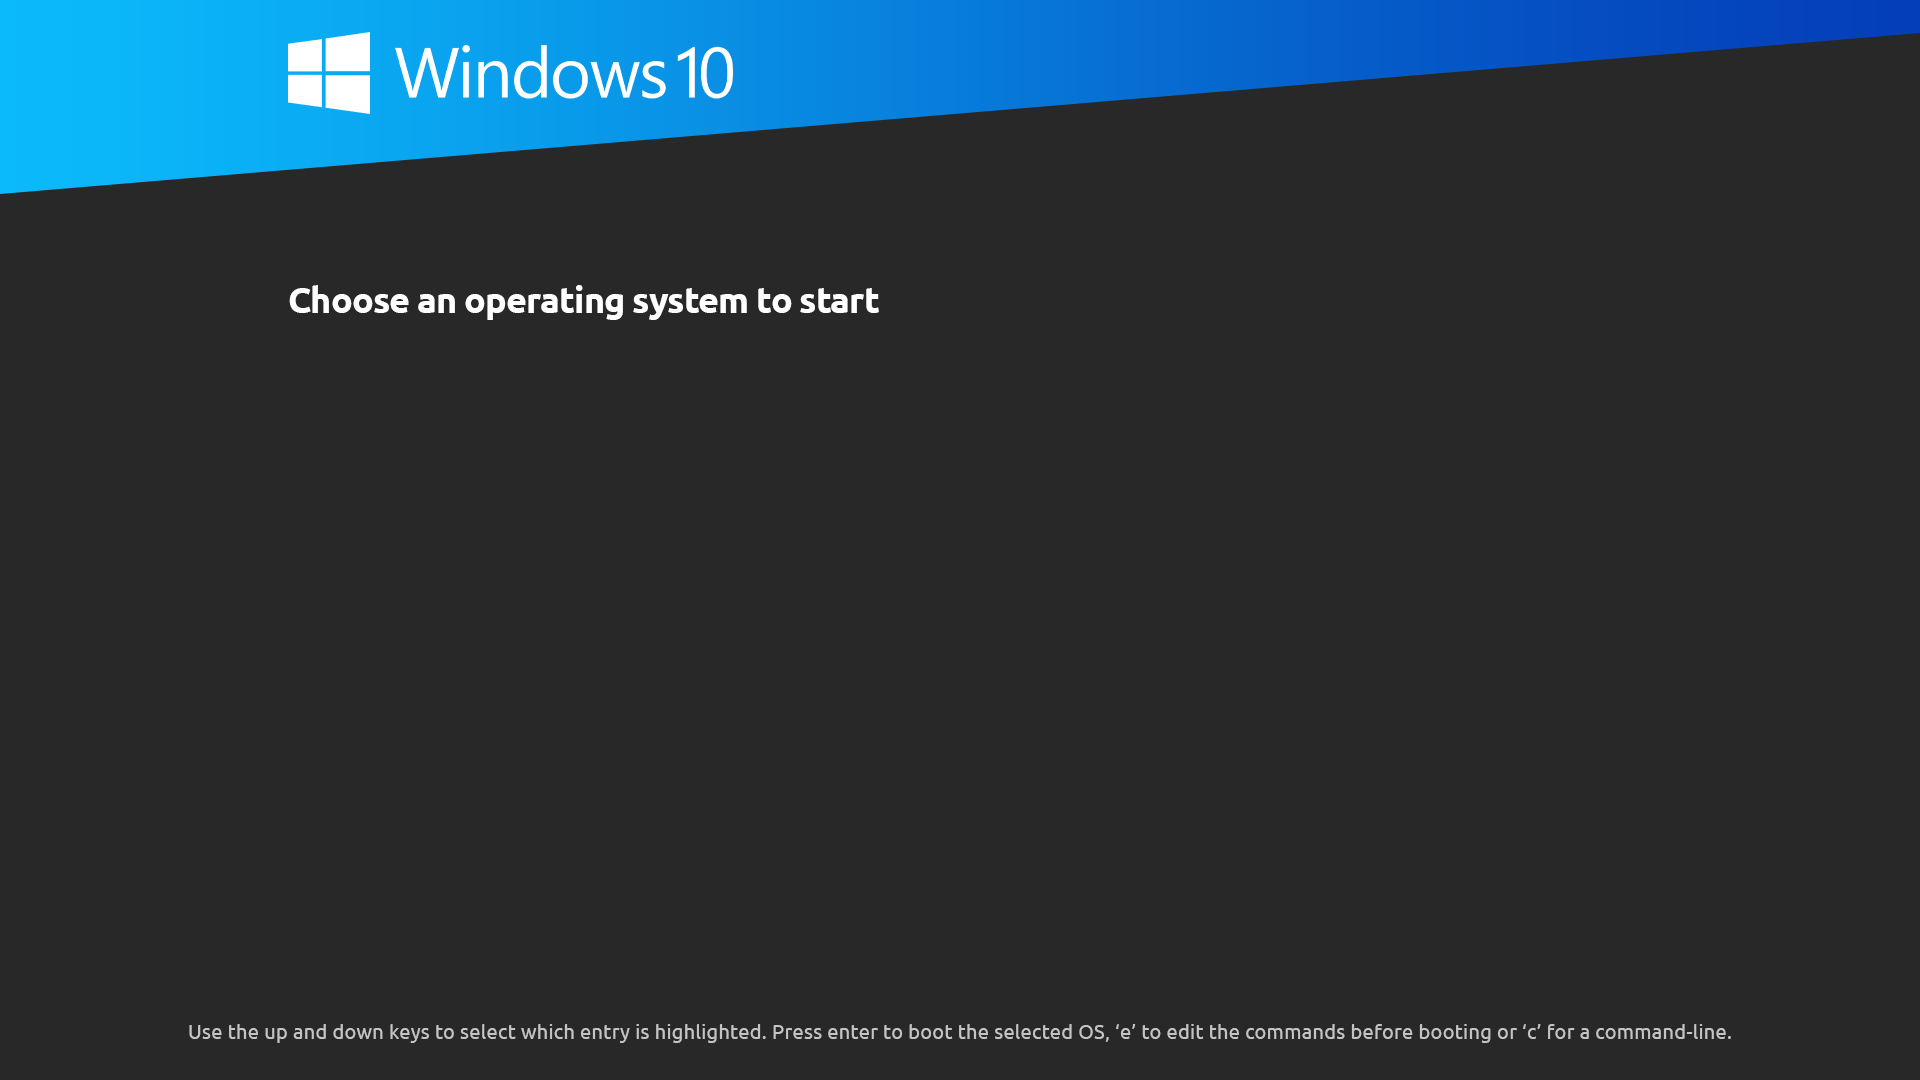 Windows 10
Choose an operating system to start
Use the up and down keys to select which entry is highlighted. Press enter to boot the selected OS, ‘e’ to edit the commands before booting or ‘c’ for a command-line.